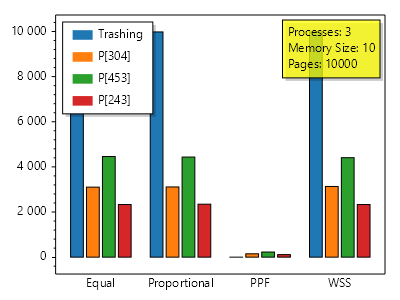 10 000
8 000
6 000
4 000
2 000
0
Trashing
P[304]
P[453]
P[243]
Processes: 3
Memory Size: 10
Pages: 10000
Equal
Proportional
PPF
WSS